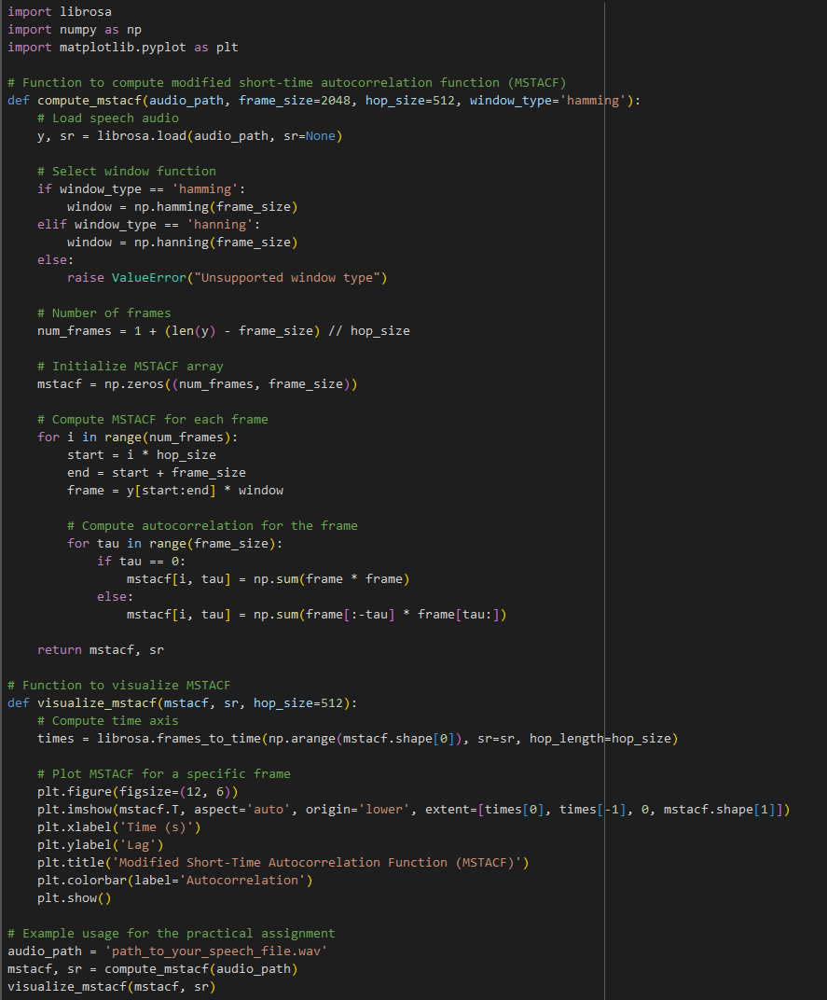 import librosa
import numpy as np
import matplotlib.pyplot as plt

# Function to compute modified short-time autocorrelation function (MSTACF)
def compute_mstacf(audio_path, frame_size=2048, hop_size=512, window_type='hamming'):
    # Load speech audio
    y, sr = librosa.load(audio_path, sr=None)

    # Select window function
    if window_type == 'hamming':
        window = np.hamming(frame_size)
    elif window_type == 'hanning':
        window = np.hanning(frame_size)
    else:
        raise ValueError("Unsupported window type")

    # Number of frames
    num_frames = 1 + (len(y) - frame_size) // hop_size

    # Initialize MSTACF array
    mstacf = np.zeros((num_frames, frame_size))

    # Compute MSTACF for each frame
    for i in range(num_frames):
        start = i * hop_size
        end = start + frame_size
        frame = y[start:end] * window

        # Compute autocorrelation for the frame
        for tau in range(frame_size):
            if tau == 0:
                mstacf[i, tau] = np.sum(frame * frame)
            else:
                mstacf[i, tau] = np.sum(frame[:-tau] * frame[tau:])

    return mstacf, sr

# Function to visualize MSTACF
def visualize_mstacf(mstacf, sr, hop_size=512):
    # Compute time axis
    times = librosa.frames_to_time(np.arange(mstacf.shape[0]), sr=sr, hop_length=hop_size)

    # Plot MSTACF for a specific frame
    plt.figure(figsize=(12, 6))
    plt.imshow(mstacf.T, aspect='auto', origin='lower', extent=[times[0], times[-1], 0, mstacf.shape[1]])
    plt.xlabel('Time (s)')
    plt.ylabel('Lag')
    plt.title('Modified Short-Time Autocorrelation Function (MSTACF)')
    plt.colorbar(label='Autocorrelation')
    plt.show()

# Example usage for the practical assignment
audio_path = 'path_to_your_speech_file.wav'
mstacf, sr = compute_mstacf(audio_path)
visualize_mstacf(mstacf, sr)